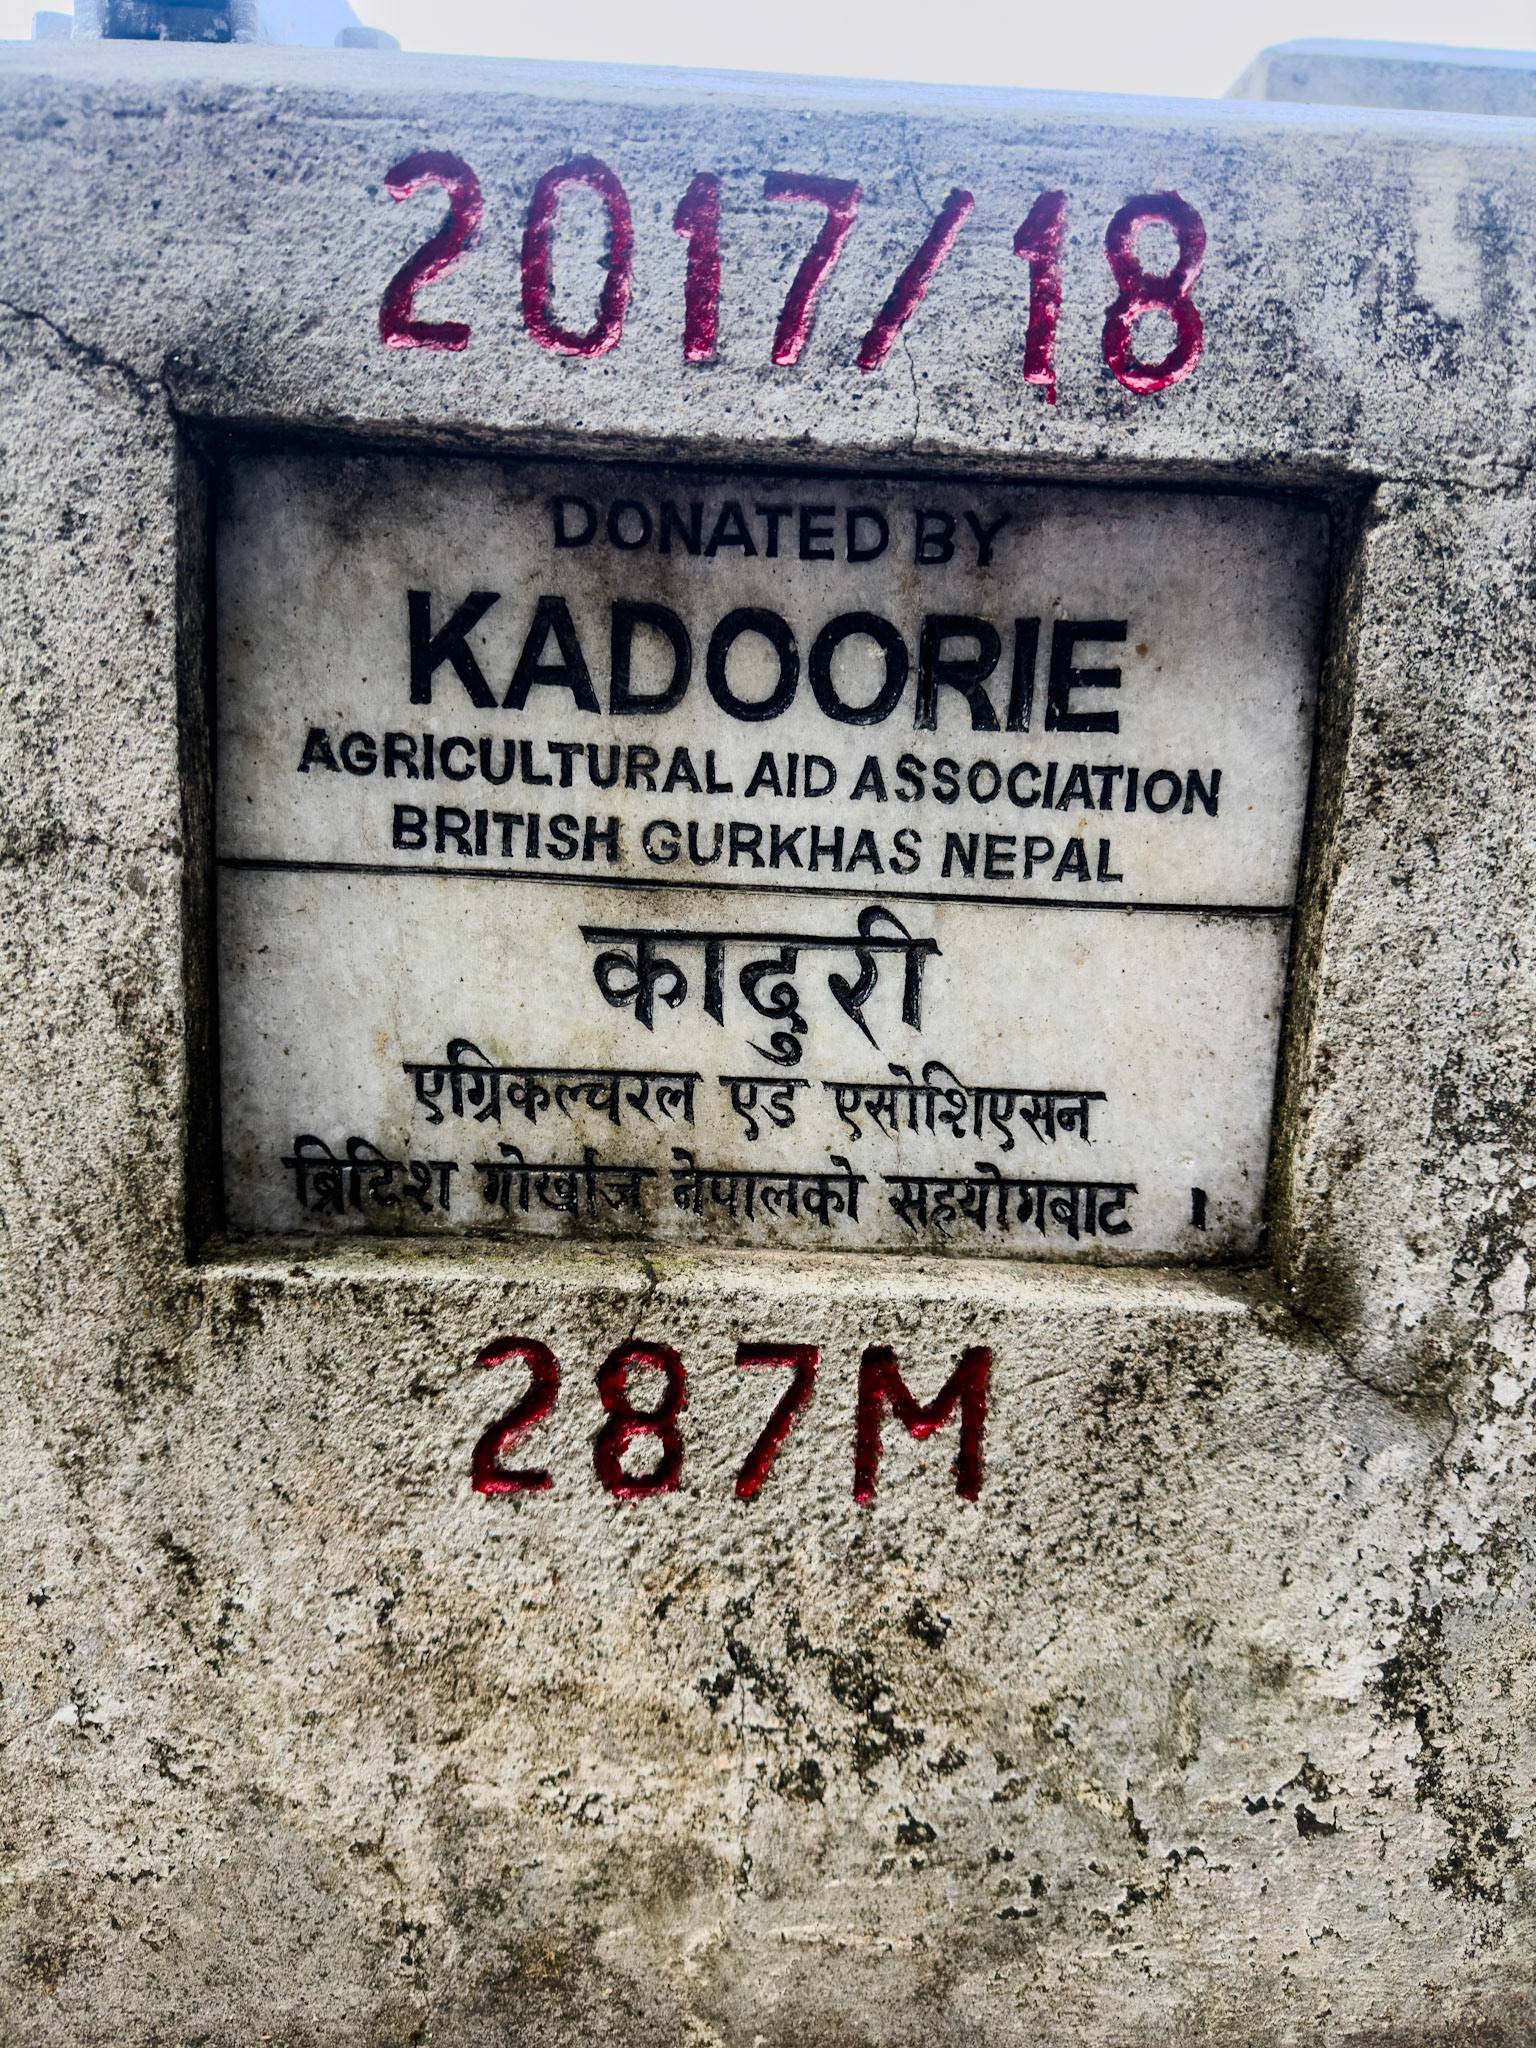 2017/18
DONATED BY
KADOORIE
AGRICULTURAL AID ASSOCIATION
BRITISH GURKHAS NEPAL
कादुरी
एग्रिकल्चरल एड एसोशिएसन
ब्रिटिश गोर्खाज नेपालको सहयोगबाट ।
287M